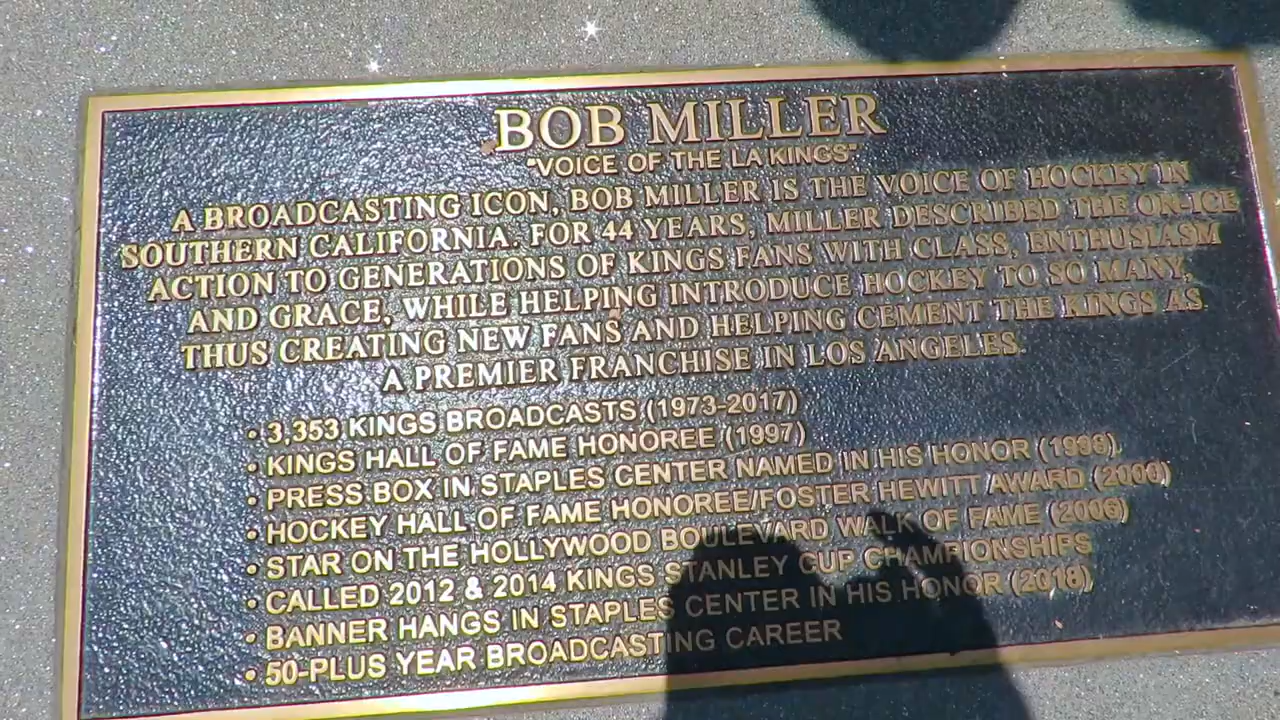 BOB MILLER
"VOICE OF THE LA KINGS"
A BROADCASTING ICON, BOB MILLER IS THE VOICE OF HOCKEY IN
SOUTHERN CALIFORNIA. FOR 44 YEARS, MILLER DESCRIBED THE ON-ICE
ACTION TO GENERATIONS OF KINGS FANS WITH CLASS, ENTHUSIASM
AND GRACE, WHILE HELPING INTRODUCE HOCKEY TO SO MANY,
THUS CREATING NEW FANS AND HELPING CEMENT THE KINGS AS
A PREMIER FRANCHISE IN LOS ANGELES.
• 3,353 KINGS BROADCASTS (1973-2017)
• KINGS HALL OF FAME HONOREE (1997)
• PRESS BOX IN STAPLES CENTER NAMED IN HIS HONOR
• HOCKEY HALL OF FAME HONOREE/FOSTER HEWITT AWARD (2000)
• STAR ON THE HOLLYWOOD BOULEVARD WALK OF FAME (2006)
• CALLED 2012 & 2014 KINGS STANLEY CUP CHAMPIONSHIPS
• BANNER HANGS IN STAPLES CENTER IN HIS HONOR (2018)
• 50-PLUS YEAR BROADCASTING CAREER